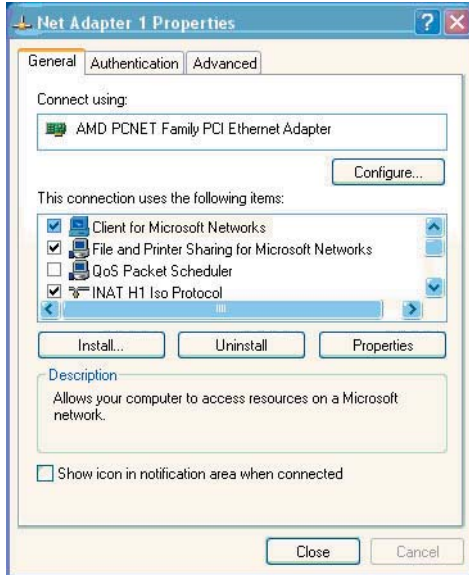 Net Adapter 1 Properties
General Authentication Advanced
Connect using:
AMD PCNET Family PCI Ethernet Adapter
Configure...
This connection uses the following items:
Client for Microsoft Networks
File and Printer Sharing for Microsoft Networks
QoS Packet Scheduler
INAT H1 Iso Protocol
Install... Uninstall Properties
Description
Allows your computer to access resources on a Microsoft
network.
Show icon in notification area when connected
Close Cancel